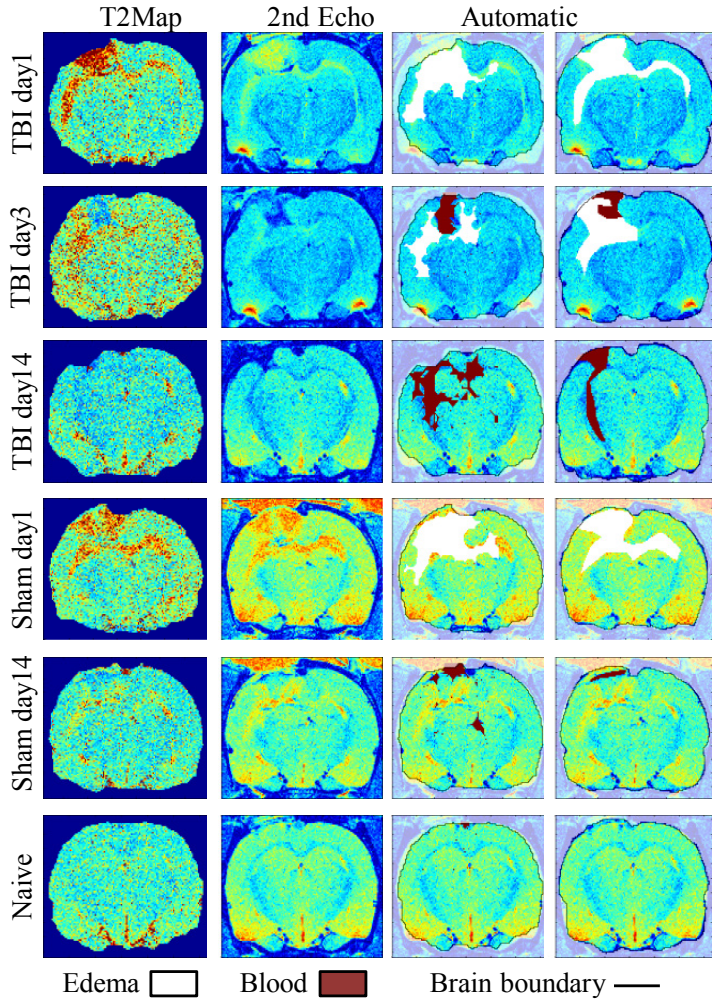 T2Map 2nd Echo Automatic
TBI day1
TBI day3
TBI day14
Sham day1
Sham day14
Naive
Edema Blood Brain boundary